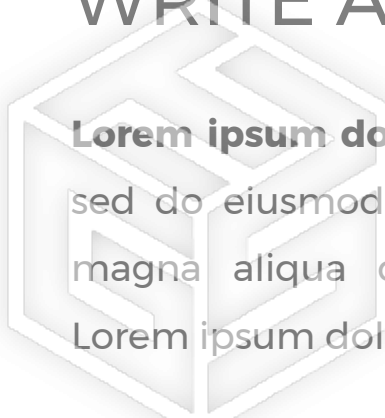 WRITE A
Lorem ipsum do
sed do eiusmod
magna aliqua
Lorem ipsum dol